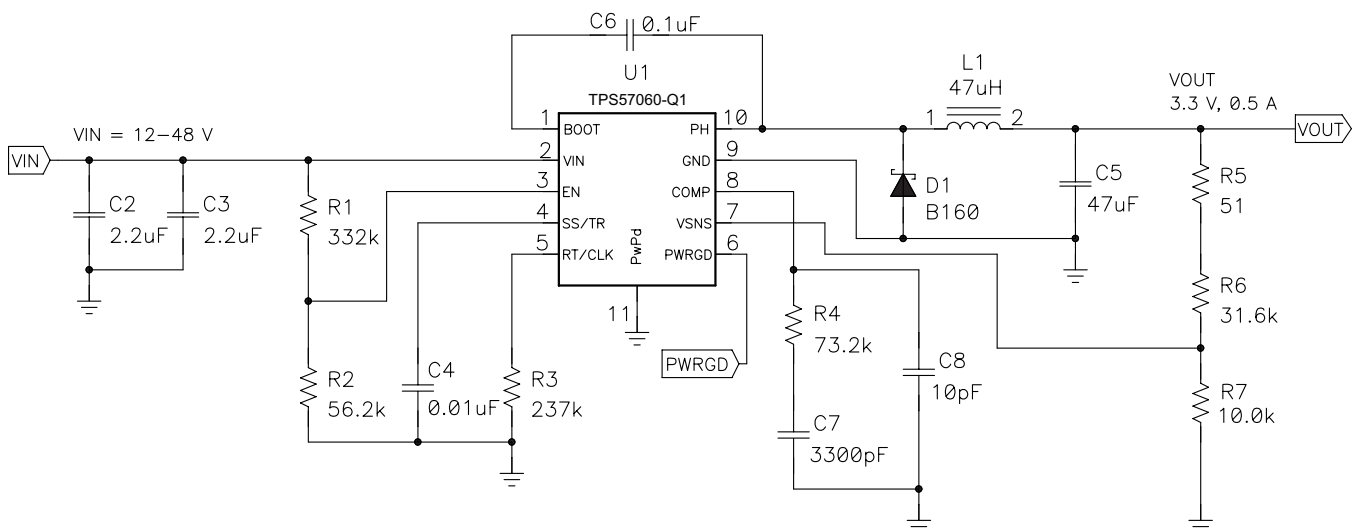 C6
0.1uF
U1
TPS57060-Q1
L1
47uH
VOUT
3.3 V, 0.5 A
VIN = 12-48 V
VIN
VOUT
1
BOOT
PH
10
1
2
2
VIN
GND
9
3
EN
COMP
8
4
SS/TR
VSNS
7
5
RT/CLK
PwPd
PWRGD
6
11
C2
2.2uF
C3
2.2uF
R1
332k
D1
B160
C5
47uF
R5
51
R6
31.6k
R4
73.2k
PWRGD
C8
10pF
R2
56.2k
C4
0.01uF
R3
237k
R7
10.0k
C7
3300pF